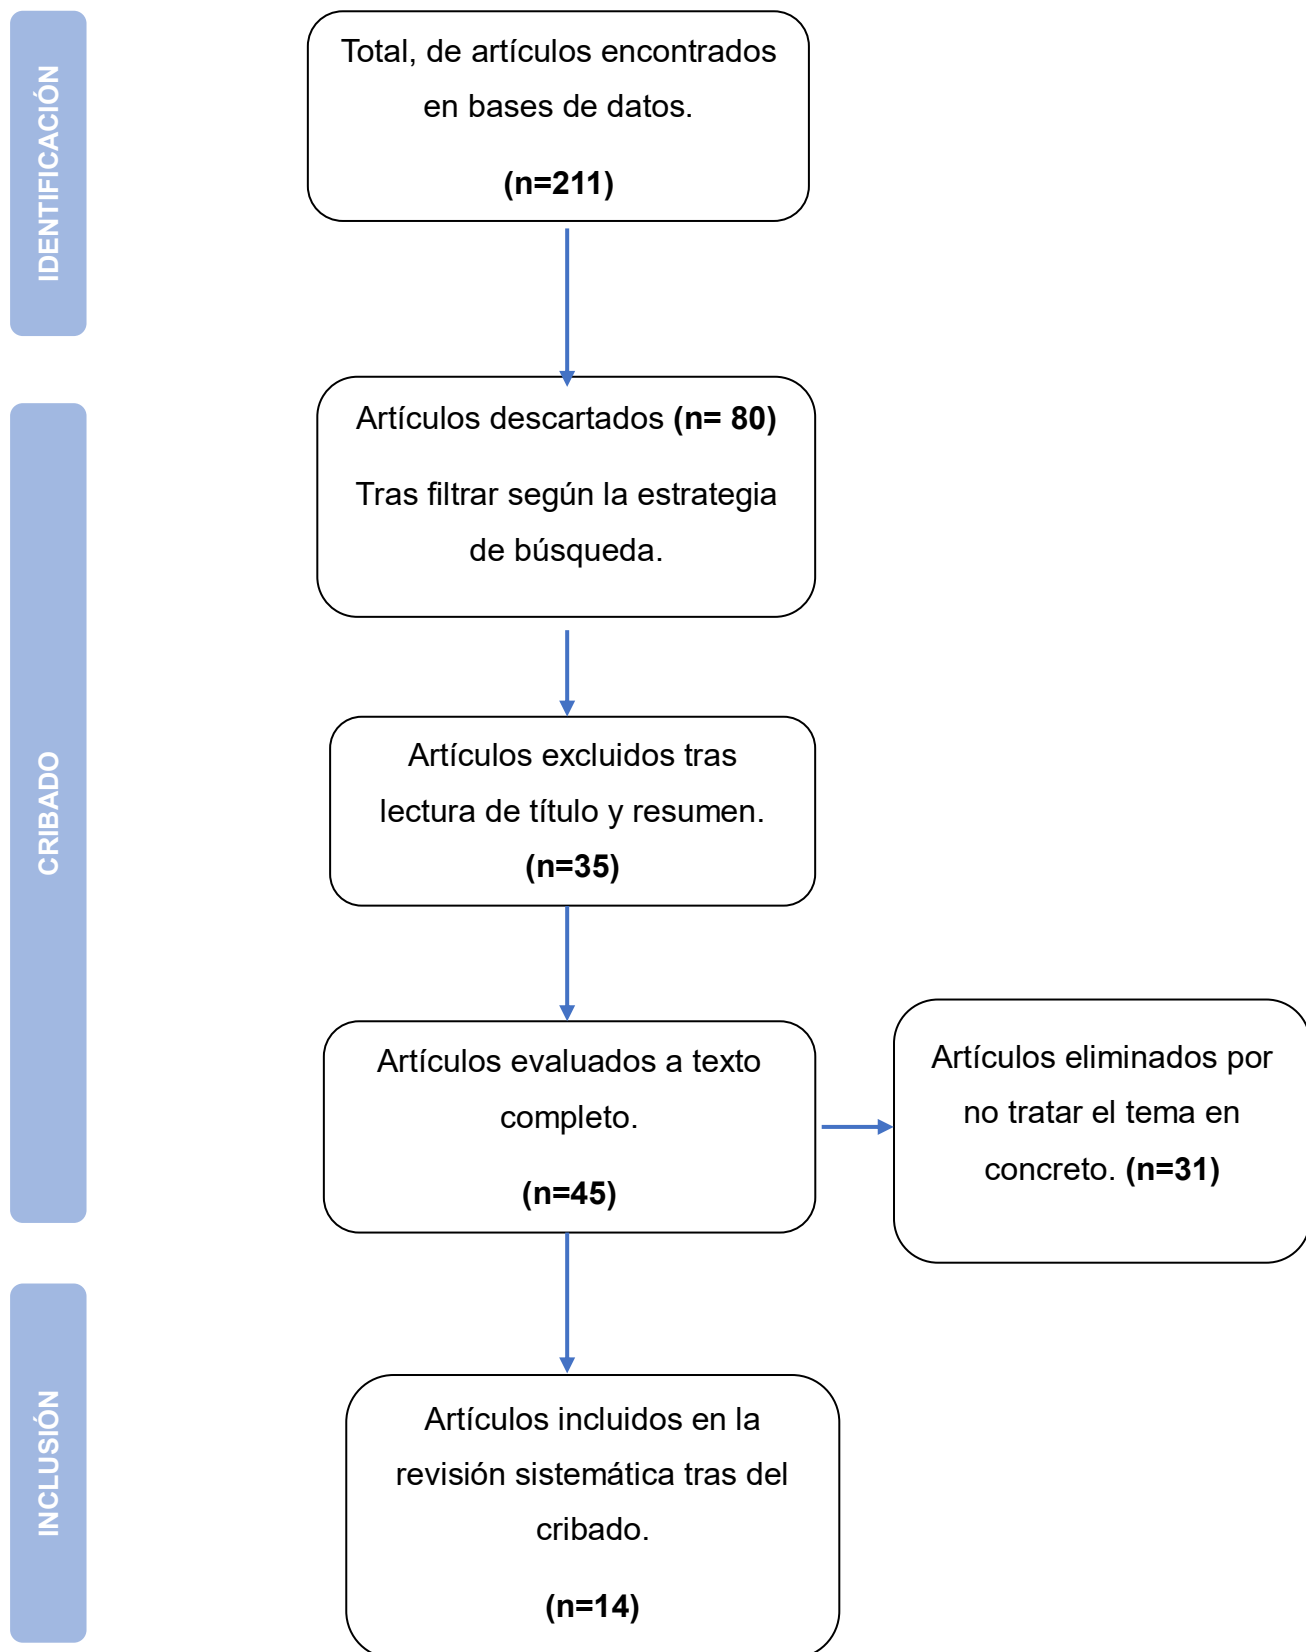 IDENTIFICACIÓN
Total, de artículos encontrados
en bases de datos.
(n=211)
CRIBADO
Artículos descartados (n= 80)
Tras filtrar según la estrategia
de búsqueda.
Artículos excluidos tras
lectura de título y resumen.
(n=35)
Artículos evaluados a texto
completo.
(n=45)
Artículos eliminados por
no tratar el tema en
concreto. (n=31)
INCLUSIÓN
Artículos incluidos en la
revisión sistemática tras del
cribado.
(n=14)